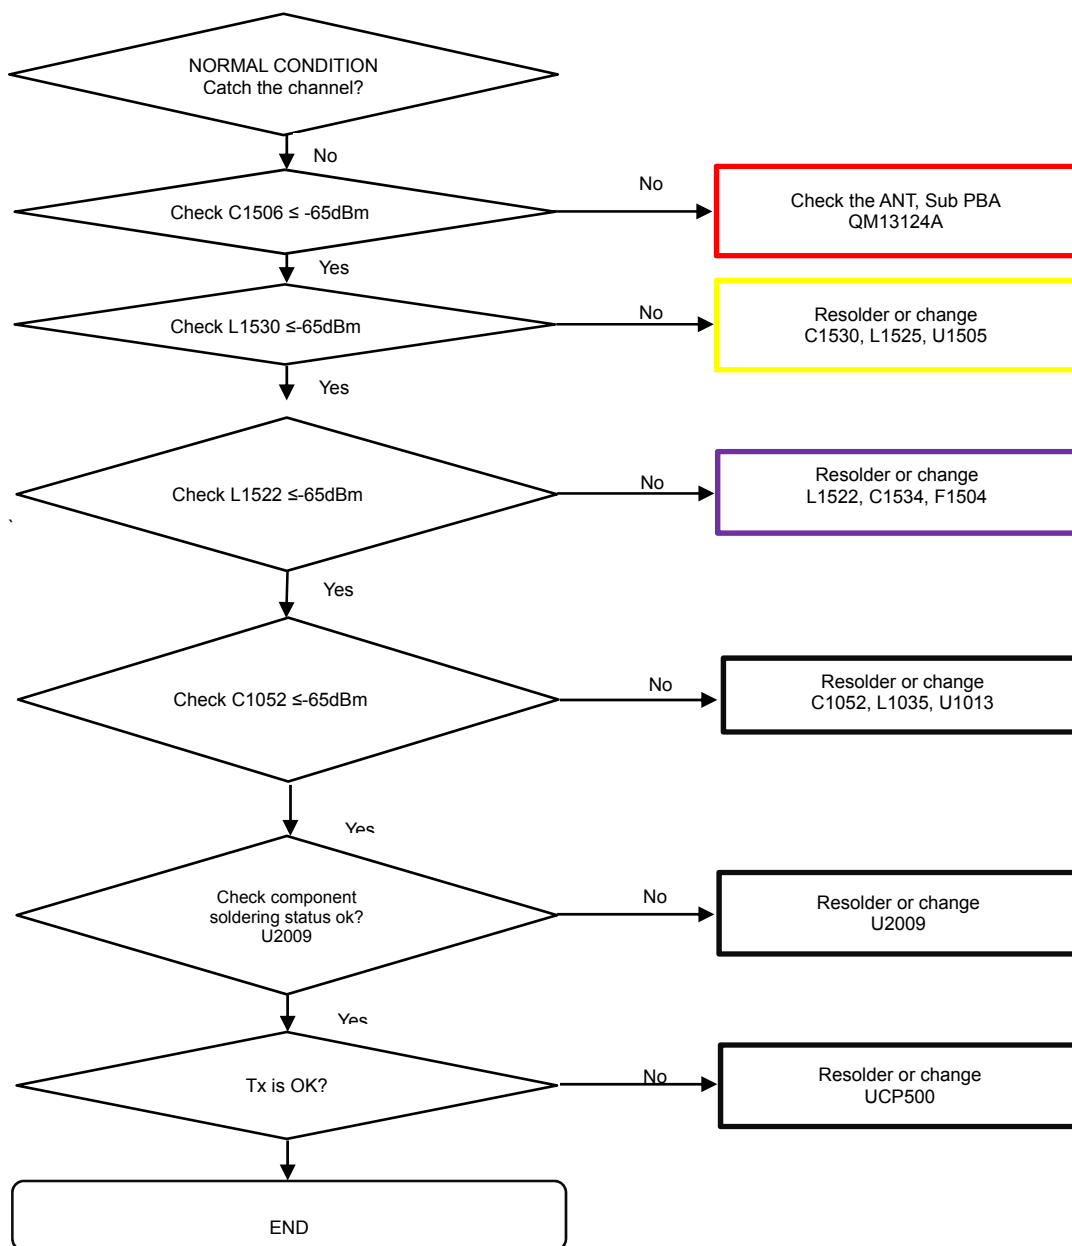 NORMAL CONDITION
Catch the channel?
No
Check C1506 ≤ -65dBm
No
Check the ANT, Sub PBA
QM13124A
Yes
Check L1530 ≤-65dBm
No
Resolder or change
C1530, L1525, U1505
Yes
Check L1522 ≤-65dBm
No
Resolder or change
L1522, C1534, F1504
`
Yes
Check C1052 ≤-65dBm
No
Resolder or change
C1052, L1035, U1013
Yes
Check component
soldering status ok?
U2009
No
Resolder or change
U2009
Yes
Tx is OK?
No
Resolder or change
UCP500
END